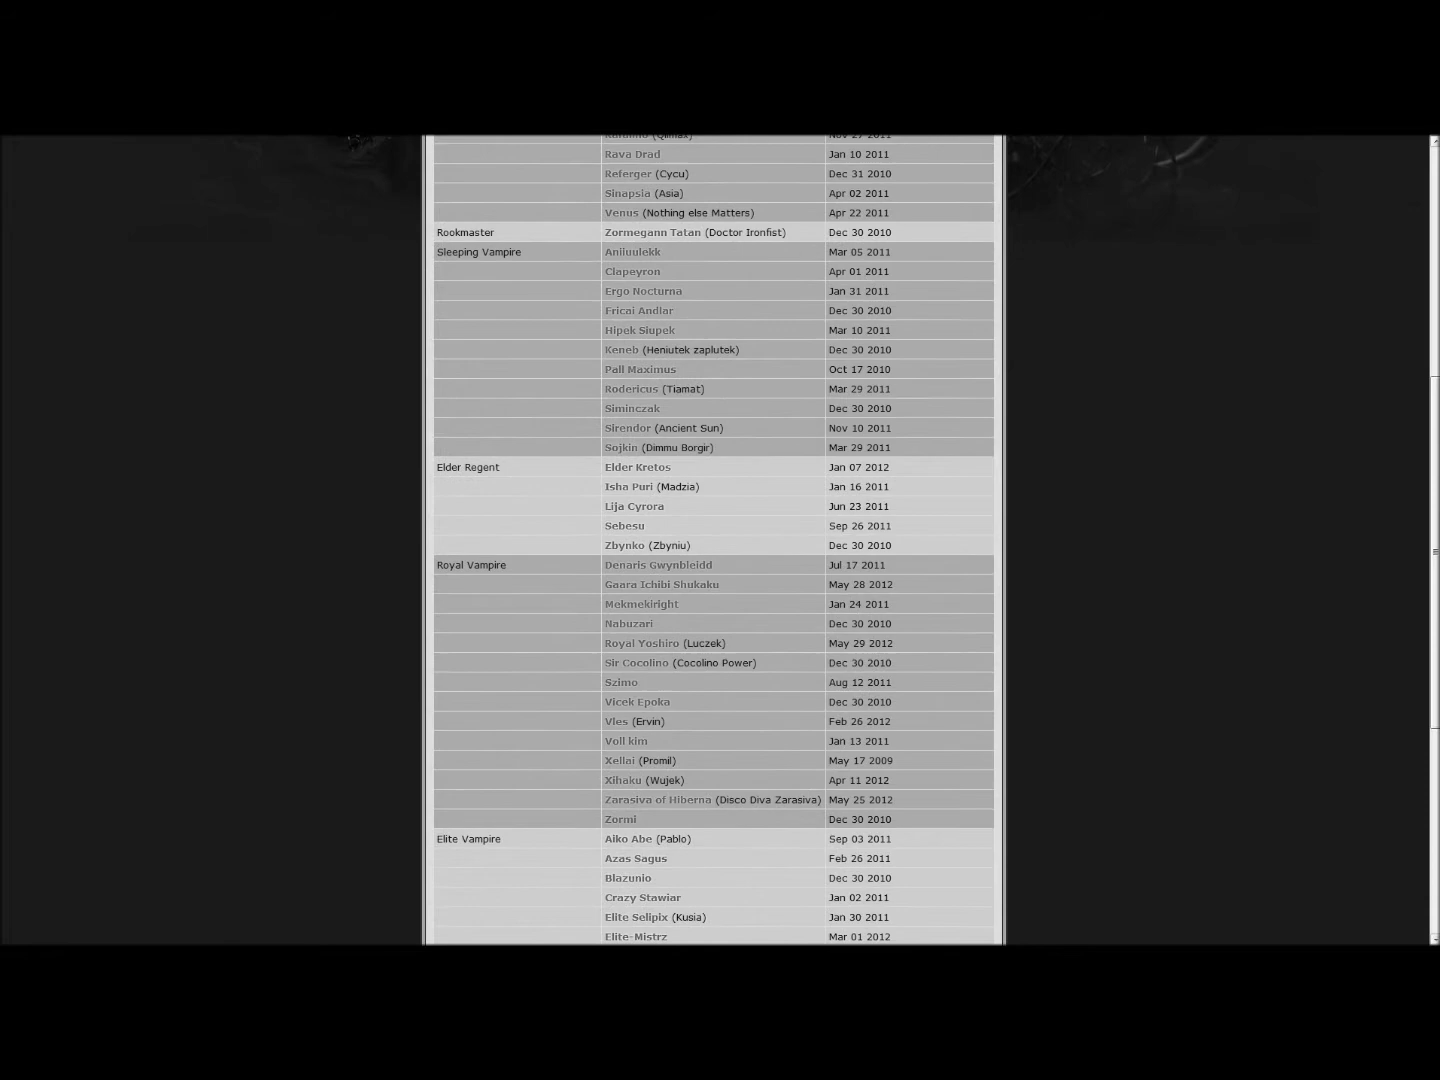 Karumo (Qlimax) Nov 27 2011
Rava Drad Jan 10 2011
Referger (Cycu) Dec 31 2010
Sinapsia (Asia) Apr 02 2011
Venus (Nothing else Matters) Apr 22 2011
Rookmaster Zormegann Tatan (Doctor Ironfist) Dec 30 2010
Sleeping Vampire Aniiuulekk Mar 05 2011
Clapeyron Apr 01 2011
Ergo Nocturna Jan 31 2011
Fricai Andlar Dec 30 2010
Hipek Slupek Mar 10 2011
Keneb (Heniutek zaplutek) Dec 30 2010
Pall Maximus Oct 17 2010
Rodericus (Tiamat) Mar 29 2011
Siminczak Dec 30 2010
Sirendor (Ancient Sun) Nov 10 2011
Sojkin (Dimmu Borgir) Mar 29 2011
Elder Regent Elder Kretos Jan 07 2012
Isha Puri (Madzia) Jan 16 2011
Lija Cyrora Jun 23 2011
Sebesu Sep 26 2011
Zbynko (Zbyniu) Dec 30 2010
Royal Vampire Denaris Gwynbleidd Jul 17 2011
Gaara Ichibi Shukaku May 28 2012
Mekmekiright Jan 24 2011
Nabuzari Dec 30 2010
Royal Yoshiro (Luczek) May 29 2012
Sir Cocolino (Cocolino Power) Dec 30 2010
Szimo Aug 12 2011
Vicek Epoka Dec 30 2010
Vles (Ervin) Feb 26 2012
Voll kim Jan 13 2011
Xellai (Promil) May 17 2009
Xihaku (Wujek) Apr 11 2012
Zarasiva of Hiberna (Disco Diva Zarasiva) May 25 2012
Zormi Dec 30 2010
Elite Vampire Aiko Abe (Pablo) Sep 03 2011
Azas Sagus Feb 26 2011
Blazunio Dec 30 2010
Crazy Stawiar Jan 02 2011
Elite Selipix (Kusia) Jan 30 2011
Elite-Mistrz Mar 01 2012